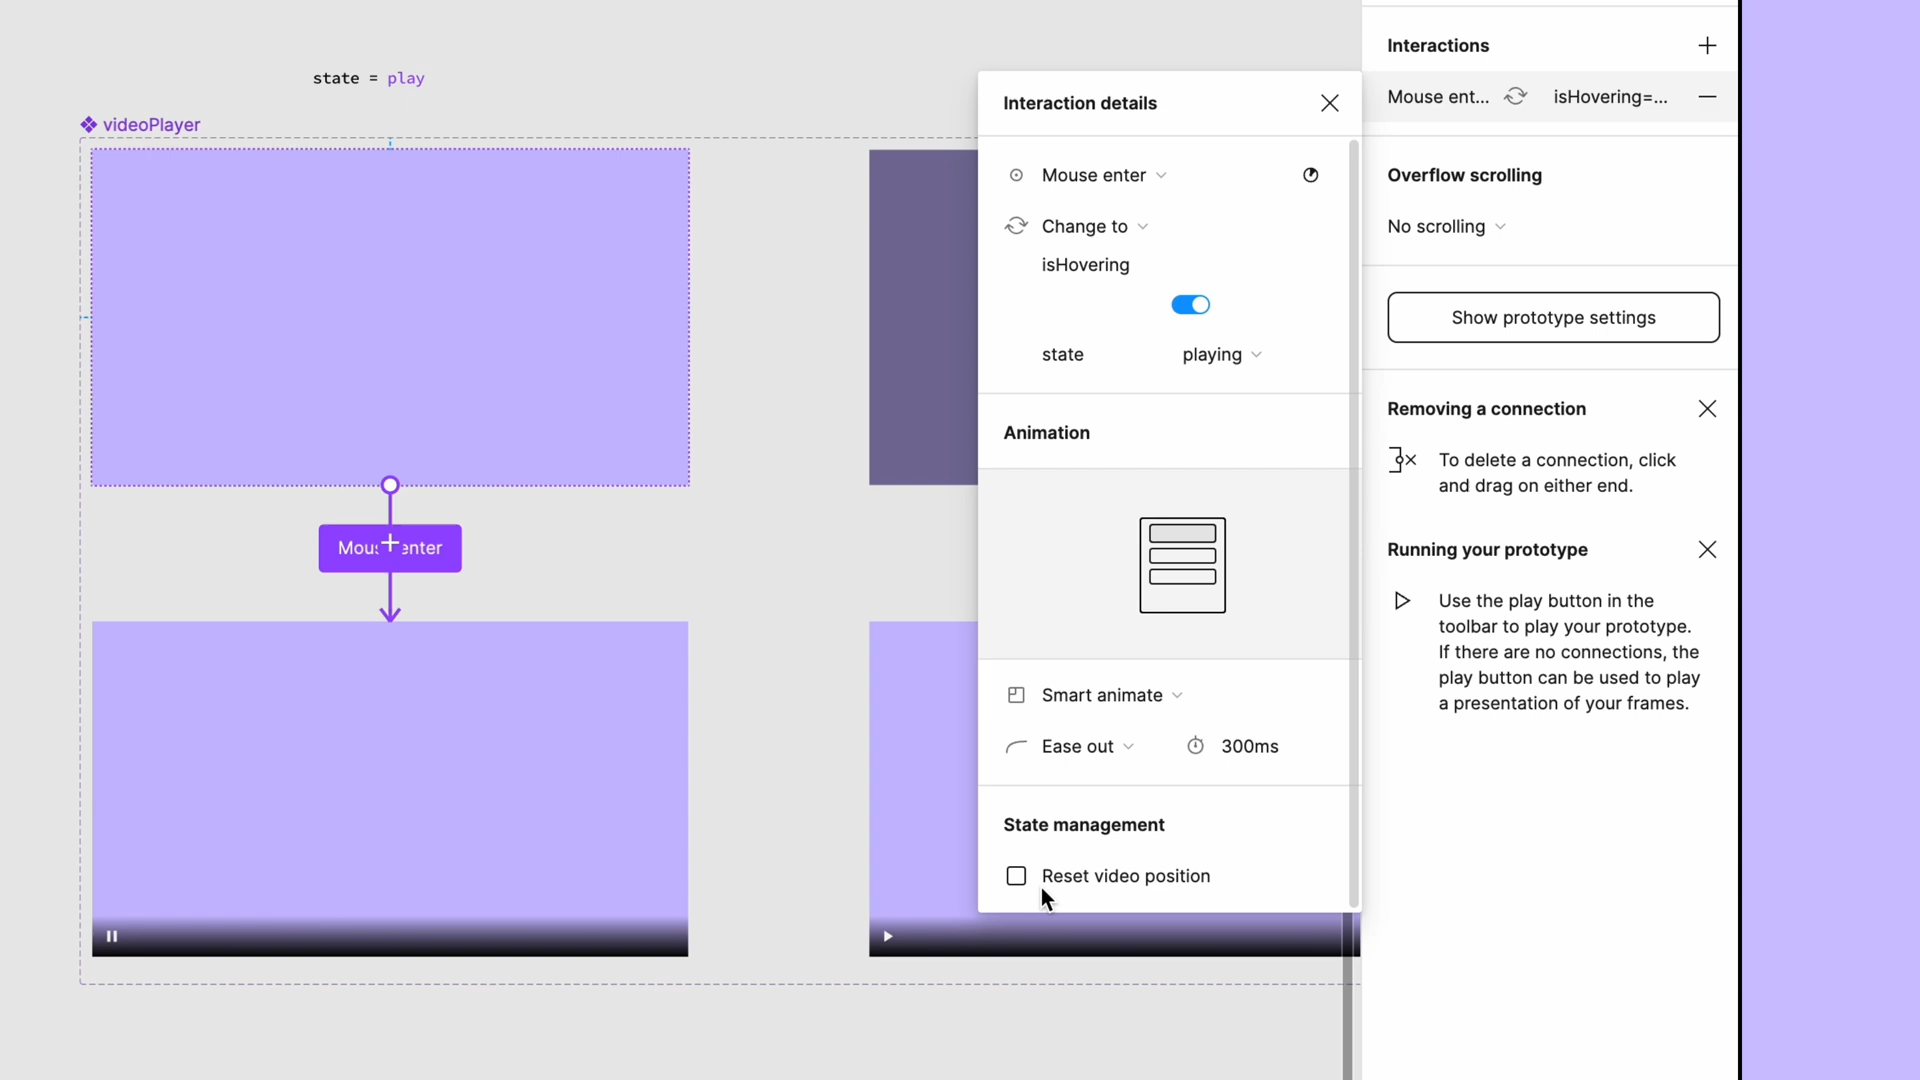 state = play
videoPlayer
Mouse enter
Interaction details
Mouse enter
Change to
isHovering
state playing
Animation
Smart animate
Ease out 300ms
State management
Reset video position
Interactions
Mouse ent... isHovering=...
Overflow scrolling
No scrolling
Show prototype settings
Removing a connection
To delete a connection, click
and drag on either end.
Running your prototype
Use the play button in the
toolbar to play your prototype.
If there are no connections, the
play button can be used to play
a presentation of your frames.